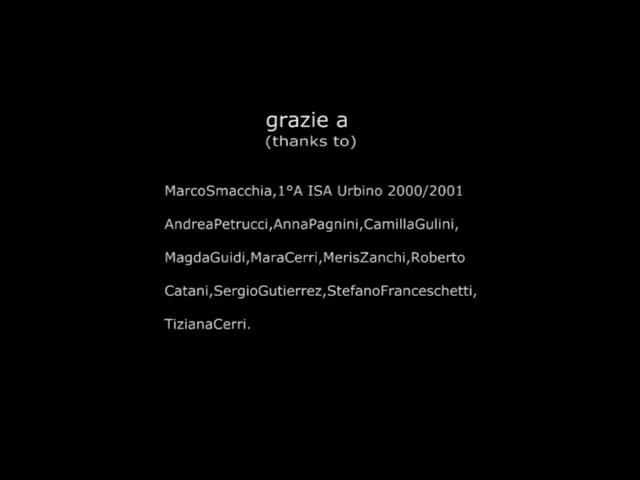 grazie a
(thanks to)
MarcoSmacchia,1°A ISA Urbino 2000/2001
AndreaPetrucci,AnnaPagnini,CamillaGulini,
MagdaGuidi,MaraCerri,MerisZanchi,Roberto
Catani,SergioGutierrez,StefanoFranceschetti,
TizianaCerri.